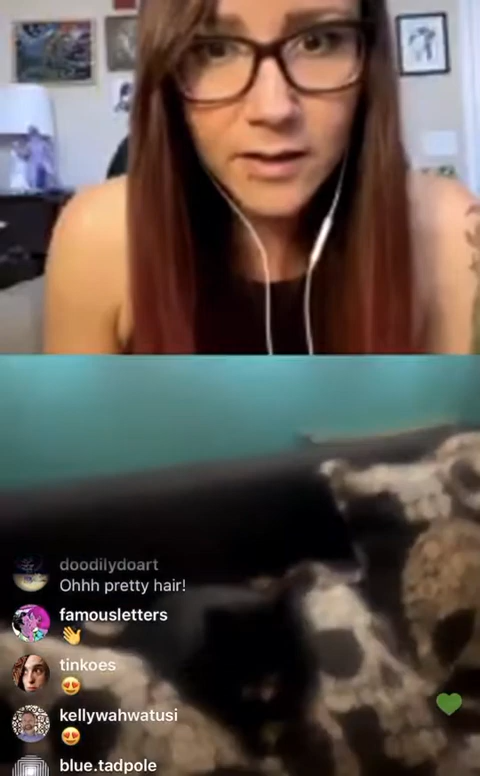 doodilydoart
Ohhh pretty hair!
famousletters
👋
tinkoes
😍
kellywahwatusi
😍
blue.tadpole